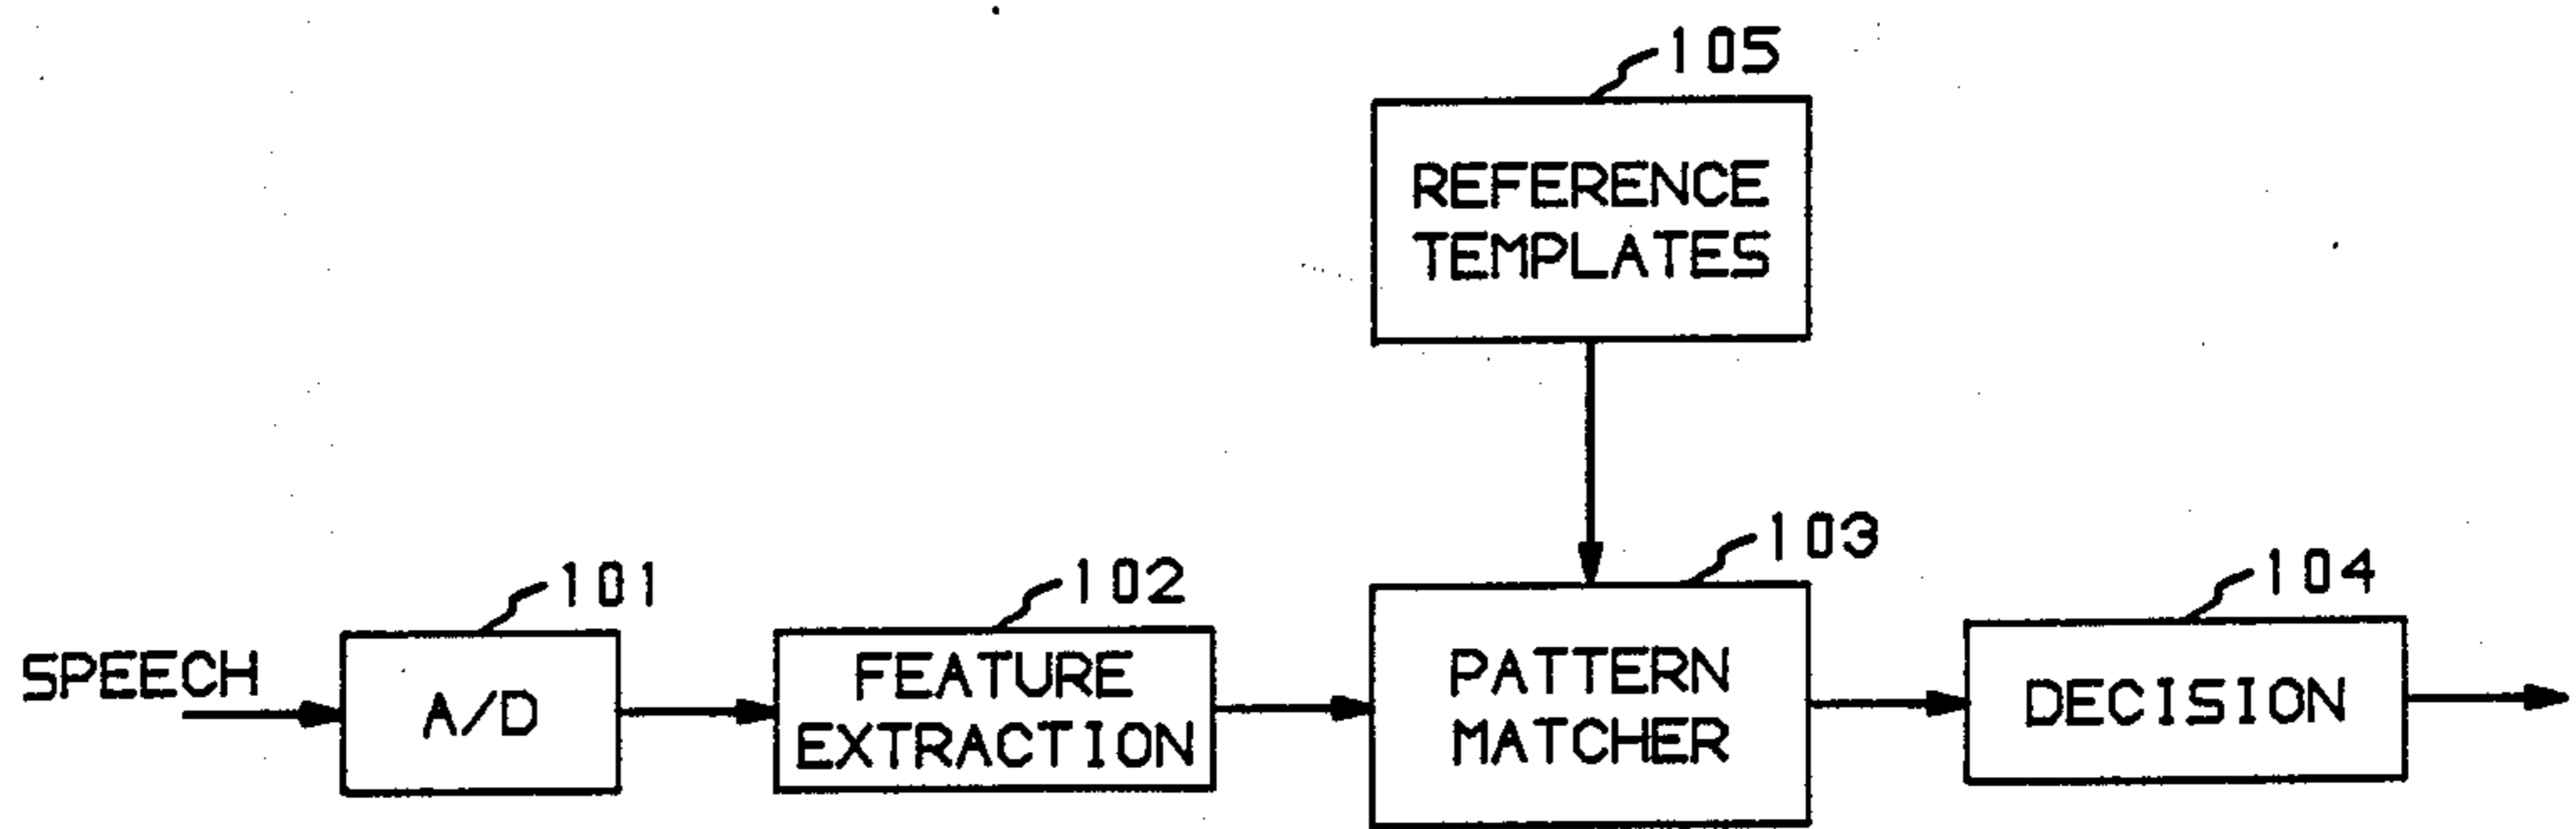 105
REFERENCE
TEMPLATES
103
101
102
104
SPEECH
A/D
FEATURE
EXTRACTION
PATTERN
MATCHER
DECISION